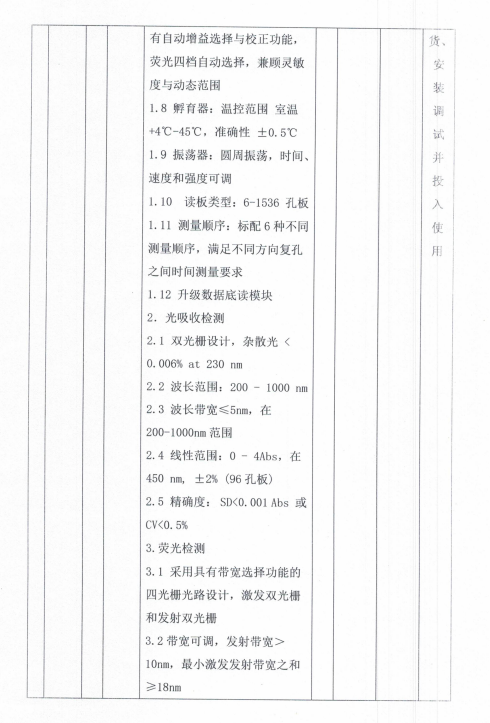 有自动增益选择与校正功能，
荧光四档自动选择，兼顾灵敏
度与动态范围
1.8 孵育器：温控范围 室温
+4℃-45℃，准确性 ±0.5℃
1.9 振荡器：圆周振荡，时间、
速度和强度可调
1.10 读板类型：6-1536 孔板
1.11 测量顺序：标配 6 种不同
测量顺序，满足不同方向复孔
之间时间测量要求
1.12 升级数据底读模块
2．光吸收检测
2.1 双光栅设计，杂散光 <
0.006% at 230 nm
2.2 波长范围：200 - 1000 nm
2.3 波长带宽≤5nm，在
200-1000nm 范围
2.4 线性范围：0 - 4Abs，在
450 nm, ±2% (96 孔板)
2.5 精确度： SD<0.001 Abs 或
CV<0.5%
3.荧光检测
3.1 采用具有带宽选择功能的
四光栅光路设计，激发双光栅
和发射双光栅
3.2 带宽可调，发射带宽＞
10nm，最小激发发射带宽之和
≥18nm
货、
安
装
调
试
并
投
入
使
用